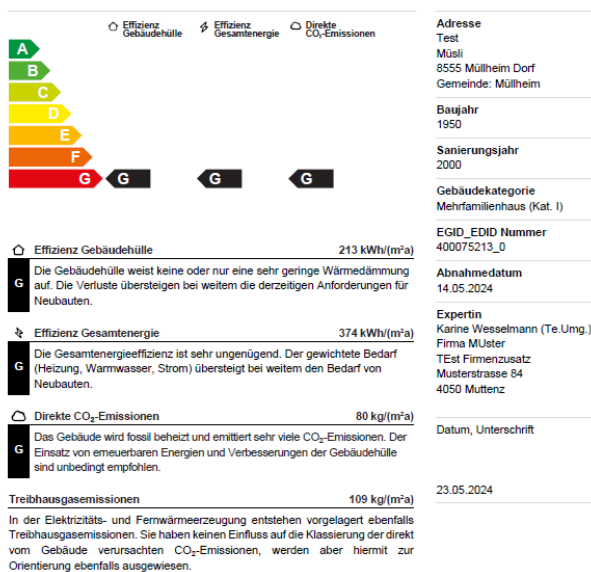 Effizienz Gebäudehülle
Effizienz Gesamtenergie
Direkte CO₂-Emissionen
A
B
C
D
E
F
G G G G
Effizienz Gebäudehülle 213 kWh/(m²a)
G
Die Gebäudehülle weist keine oder nur eine sehr geringe Wärmedämmung
auf. Die Verluste übersteigen bei weitem die derzeitigen Anforderungen für
Neubauten.
Effizienz Gesamtenergie 374 kWh/(m²a)
G
Die Gesamtenergieeffizienz ist sehr ungenügend. Der gewichtete Bedarf
(Heizung, Warmwasser, Strom) übersteigt bei weitem den Bedarf von
Neubauten.
Direkte CO₂-Emissionen 80 kg/(m²a)
G
Das Gebäude wird fossil beheizt und emittiert sehr viele CO₂-Emissionen. Der
Einsatz von erneuerbaren Energien und Verbesserungen der Gebäudehülle
sind unbedingt empfohlen.
Treibhausgasemissionen 109 kg/(m²a)
In der Elektrizitäts- und Fernwärmeerzeugung entstehen vorgelagert ebenfalls
Treibhausgasemissionen. Sie haben keinen Einfluss auf die Klassierung der direkt
vom Gebäude verursachten CO₂-Emissionen, werden aber hiermit zur
Orientierung ebenfalls ausgewiesen.
Adresse
Test
Müsli
8555 Müllheim Dorf
Gemeinde: Müllheim
Baujahr
1950
Sanierungsjahr
2000
Gebäudekategorie
Mehrfamilienhaus (Kat. I)
EGID_EDID Nummer
400075213_0
Abnahmedatum
14.05.2024
Expertin
Karine Wesselmann (Te.Umg.)
Firma MUster
TEst Firmenzusatz
Musterstrasse 84
4050 Muttenz
Datum, Unterschrift
23.05.2024